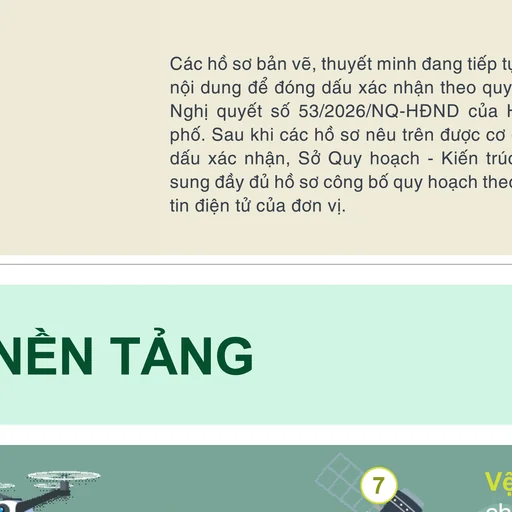 Các hồ sơ bản vẽ, thuyết minh đang tiếp
nội dung để đóng dấu xác nhận theo quy
Nghị quyết số 53/2026/NQ-HĐND của
phố. Sau khi các hồ sơ nêu trên được cơ
dấu xác nhận, Sở Quy hoạch - Kiến trúc
sung đầy đủ hồ sơ công bố quy hoạch theo
tin điện tử của đơn vị.
NỀN TẢNG
7